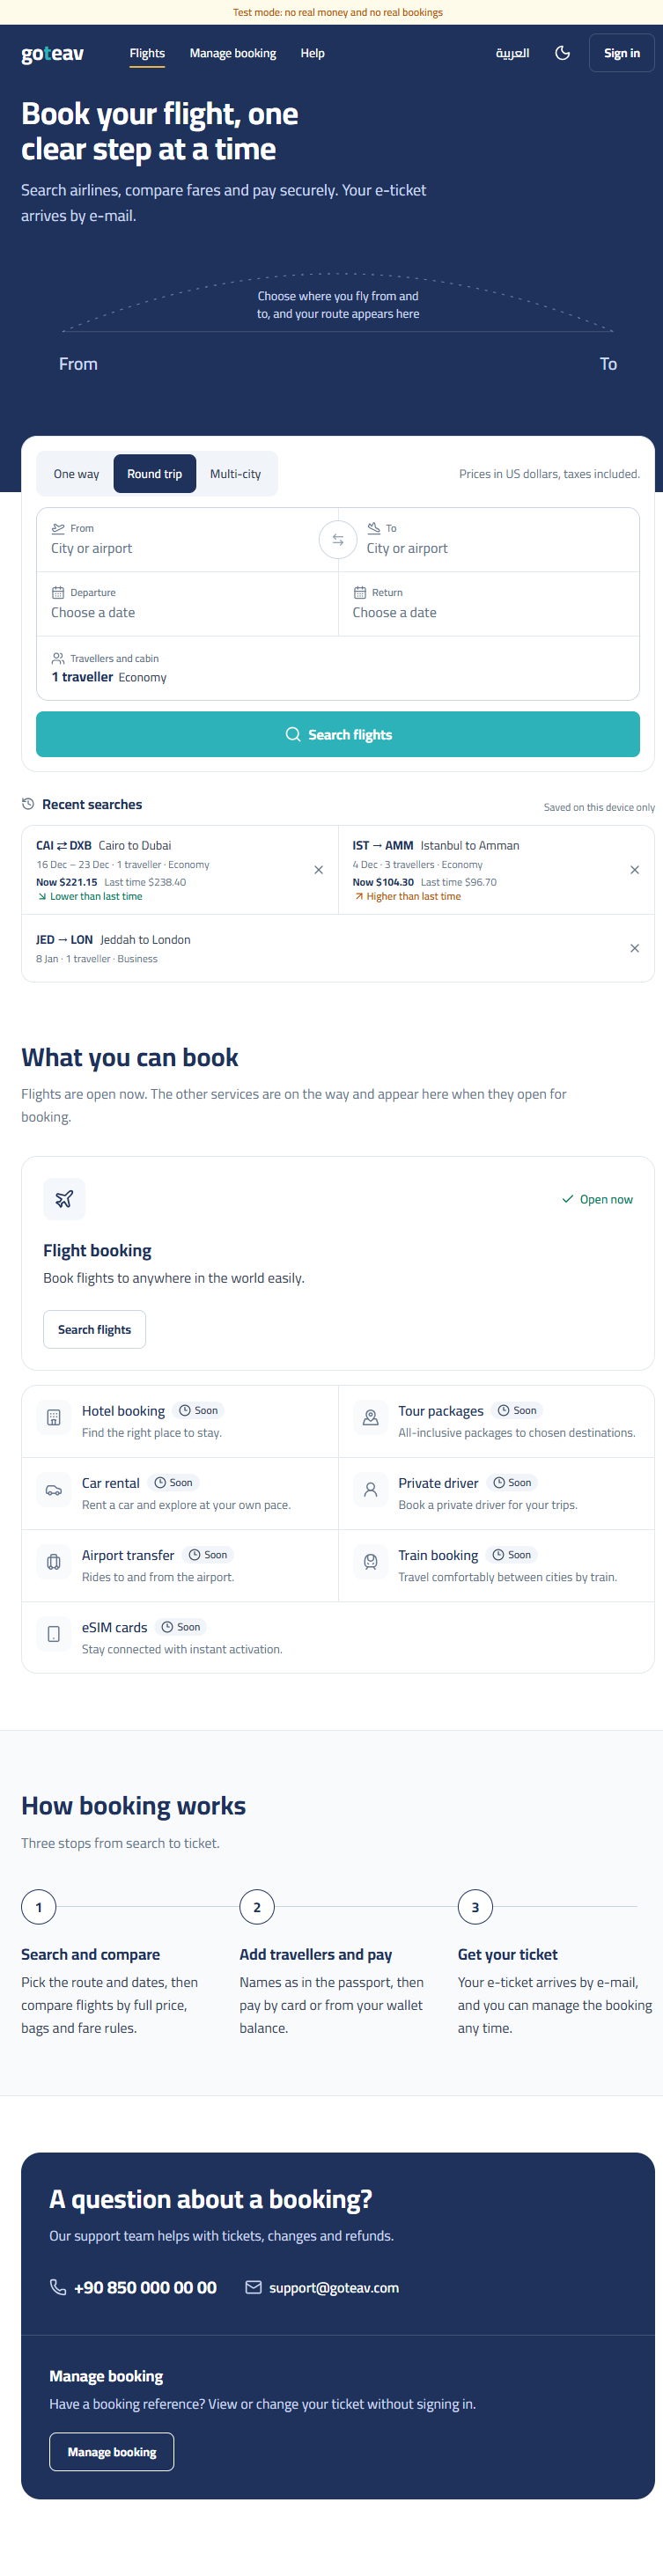 Test mode: no real money and no real bookings
goteav
Flights
Manage booking
Help
العربية
Sign in
Book your flight, one
clear step at a time
Search airlines, compare fares and pay securely. Your e-ticket
arrives by e-mail.
Choose where you fly from and
to, and your route appears here
From
To
One way
Round trip
Multi-city
Prices in US dollars, taxes included.
From
City or airport
To
City or airport
Departure
Choose a date
Return
Choose a date
Travellers and cabin
1 traveller Economy
Search flights
Recent searches
Saved on this device only
CAI ⇄ DXB Cairo to Dubai
16 Dec – 23 Dec · 1 traveller · Economy
Now $221.15 Last time $238.40
Lower than last time
IST → AMM Istanbul to Amman
4 Dec · 3 travellers · Economy
Now $104.30 Last time $96.70
Higher than last time
JED → LON Jeddah to London
8 Jan · 1 traveller · Business
What you can book
Flights are open now. The other services are on the way and appear here when they open for
booking.
Open now
Flight booking
Book flights to anywhere in the world easily.
Search flights
Hotel booking Soon
Find the right place to stay.
Tour packages Soon
All-inclusive packages to chosen destinations.
Car rental Soon
Rent a car and explore at your own pace.
Private driver Soon
Book a private driver for your trips.
Airport transfer Soon
Rides to and from the airport.
Train booking Soon
Travel comfortably between cities by train.
eSIM cards Soon
Stay connected with instant activation.
How booking works
Three stops from search to ticket.
1
Search and compare
Pick the route and dates, then
compare flights by full price,
bags and fare rules.
2
Add travellers and pay
Names as in the passport, then
pay by card or from your wallet
balance.
3
Get your ticket
Your e-ticket arrives by e-mail,
and you can manage the booking
any time.
A question about a booking?
Our support team helps with tickets, changes and refunds.
+90 850 000 00 00
support@goteav.com
Manage booking
Have a booking reference? View or change your ticket without signing in.
Manage booking